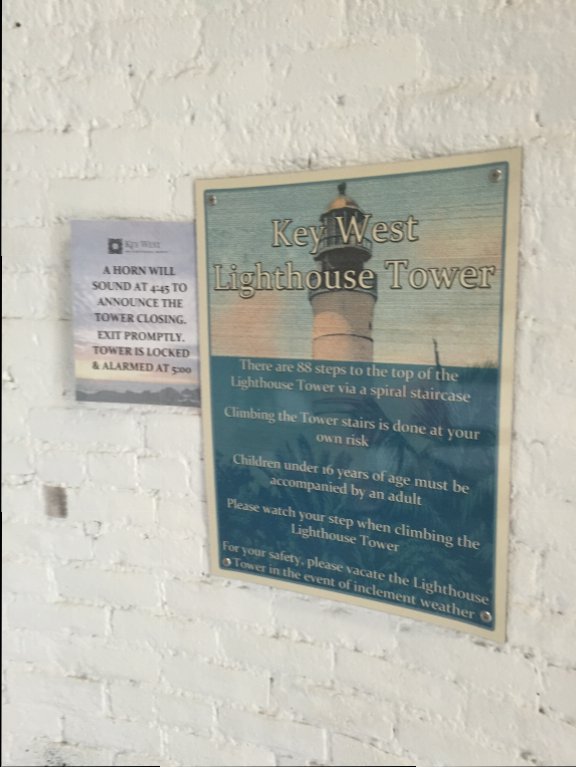 KEY WEST
A HORN WILL
SOUND AT 4:45 TO
ANNOUNCE THE
TOWER CLOSING.
EXIT PROMPTLY.
TOWER IS LOCKED
& ALARMED AT 5:00
Key West
Lighthouse Tower
There are 88 steps to the top of the
Lighthouse Tower via a spiral staircase
Climbing the Tower stairs is done at your
own risk
Children under 16 years of age must be
accompanied by an adult
Please watch your step when climbing the
Lighthouse Tower
For your safety, please vacate the Lighthouse
Tower in the event of inclement weather